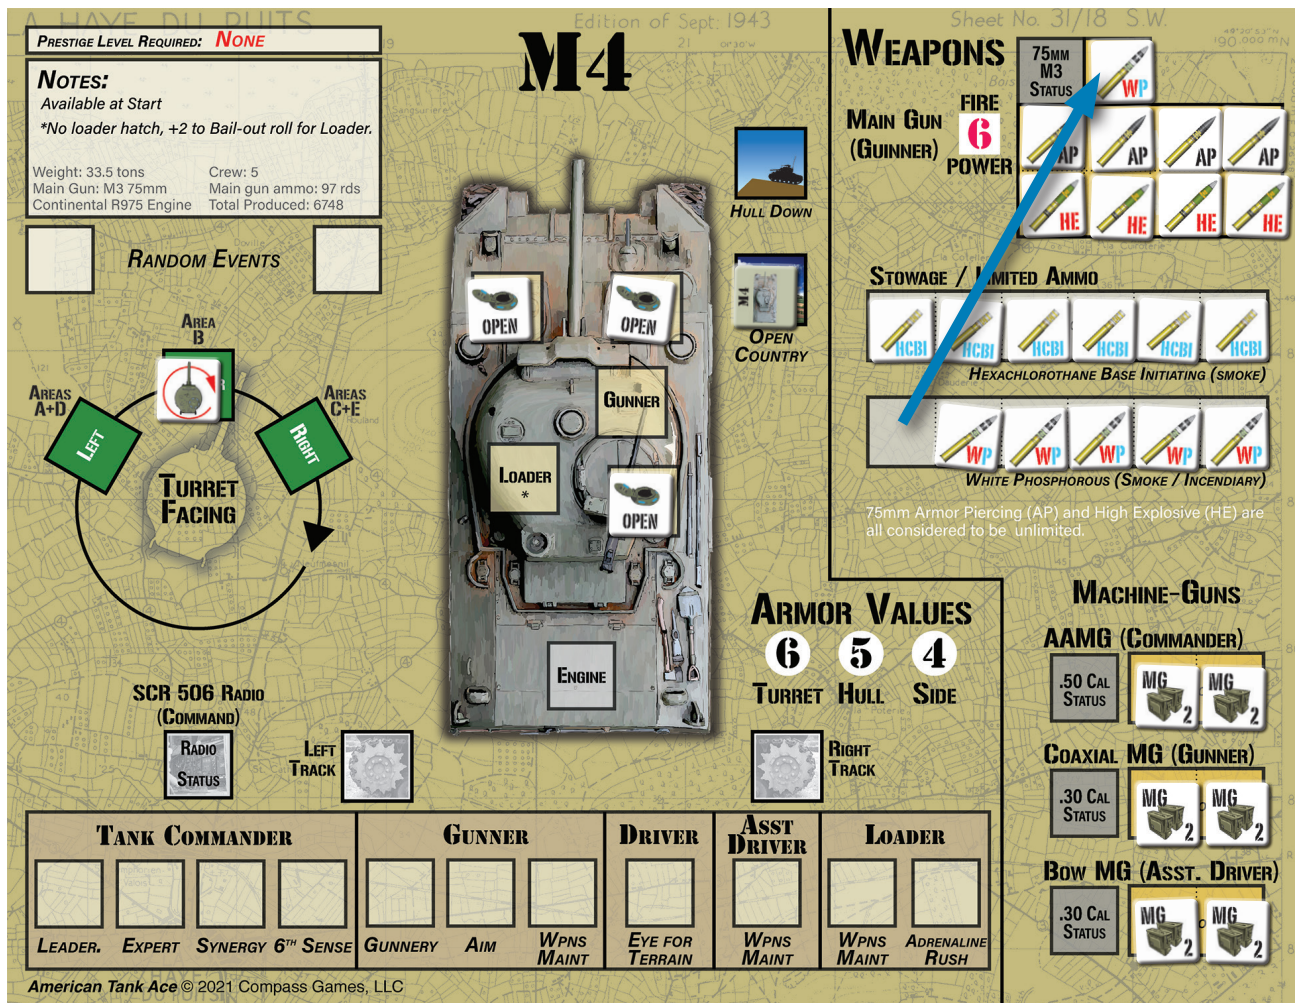 LA HAYE DU PUITS
Edition of Sept: 1943
Sheet No. 31/18 S.W.
PRESTIGE LEVEL REQUIRED: NONE
NOTES:
Available at Start
*No loader hatch, +2 to Bail-out roll for Loader.
Weight: 33.5 tons
Crew: 5
Main Gun: M3 75mm
Main gun ammo: 97 rds
Continental R975 Engine
Total Produced: 6748
RANDOM EVENTS
M4
WEAPONS
75MM
M3
STATUS
WP
MAIN GUN
(GUINNER)
FIRE
6
POWER
AP
AP
AP
AP
HE
HE
HE
HE
HULL DOWN
M4
OPEN
COUNTRY
STOWAGE / LIMITED AMMO
HCBI
HCBI
HCBI
HCBI
HCBI
HCBI
HEXACHLOROTHANE BASE INITIATING (SMOKE)
WP
WP
WP
WP
WP
WHITE PHOSPHOROUS (SMOKE / INCENDIARY)
75mm Armor Piercing (AP) and High Explosive (HE) are
all considered to be unlimited.
AREA
B
AREAS
A+D
AREAS
C+E
LEFT
RIGHT
TURRET
FACING
OPEN
OPEN
GUNNER
LOADER
*
OPEN
ENGINE
ARMOR VALUES
6
5
4
TURRET
HULL
SIDE
MACHINE-GUNS
AAMG (COMMANDER)
.50 CAL
STATUS
MG
2
MG
2
COAXIAL MG (GUNNER)
.30 CAL
STATUS
MG
2
MG
2
BOW MG (ASST. DRIVER)
.30 CAL
STATUS
MG
2
MG
2
SCR 506 RADIO
(COMMAND)
RADIO
STATUS
LEFT
TRACK
RIGHT
TRACK
TANK COMMANDER
LEADER.
EXPERT
SYNERGY
6TH SENSE
GUNNER
GUNNERY
AIM
WPNS
MAINT
DRIVER
EYE FOR
TERRAIN
ASST
DRIVER
WPNS
MAINT
LOADER
WPNS
MAINT
ADRENALINE
RUSH
American Tank Ace © 2021 Compass Games, LLC